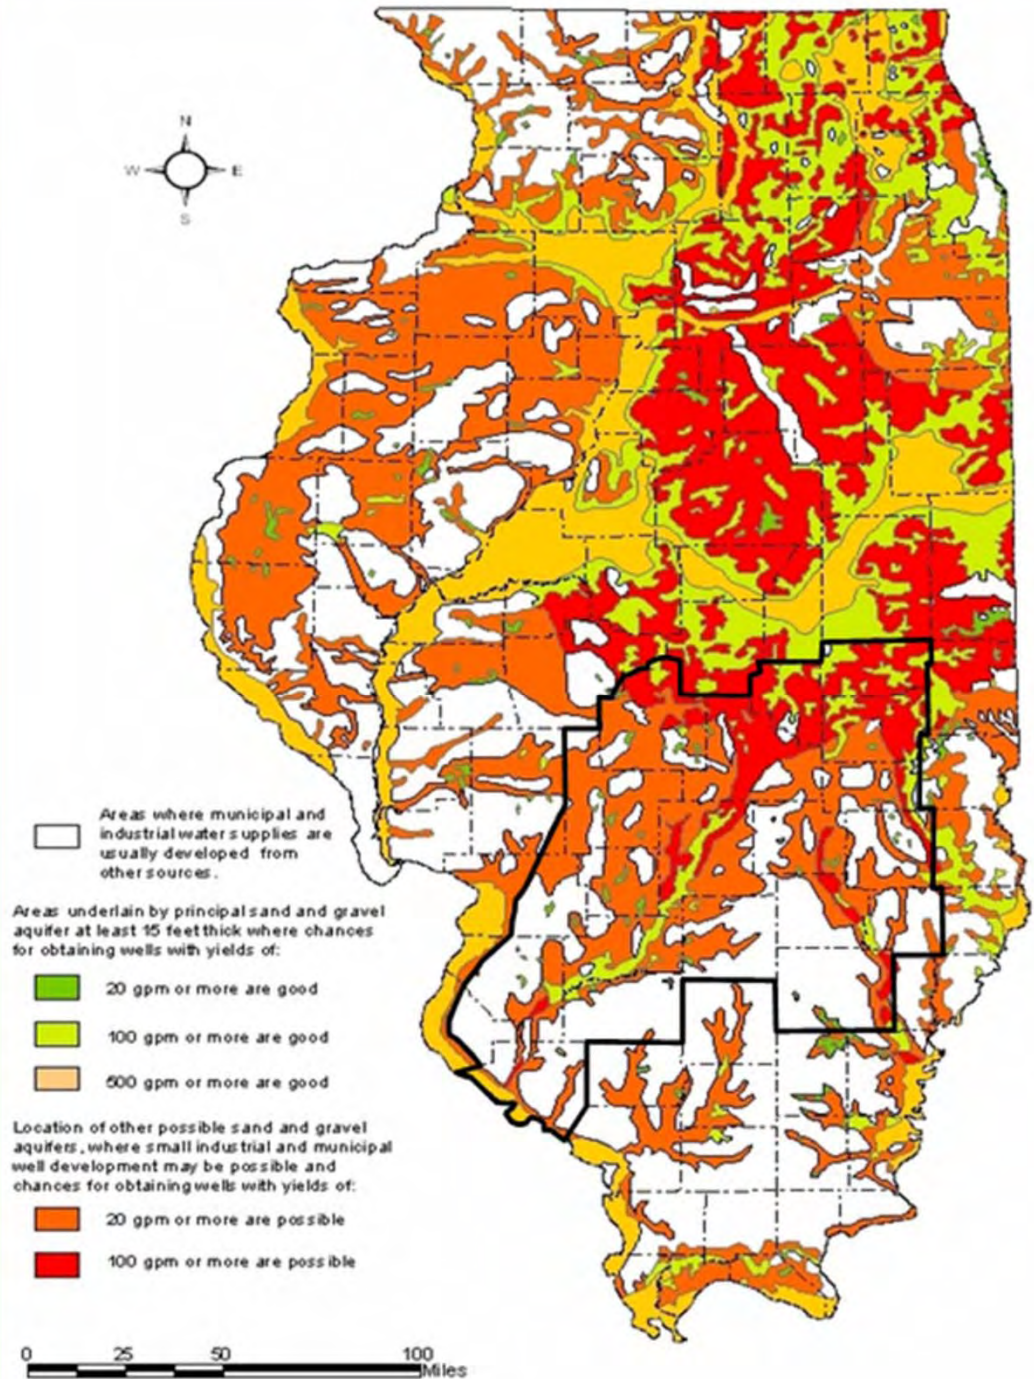 N
W
E
S
Areas where municipal and
industrial water supplies are
usually developed from
other sources.
Areas underlain by principal sand and gravel
aquifer at least 15 feet thick where chances
for obtaining wells with yields of:
20 gpm or more are good
100 gpm or more are good
500 gpm or more are good
Location of other possible sand and gravel
aquifers, where small industrial and municipal
well development may be possible and
chances for obtaining wells with yields of:
20 gpm or more are possible
100 gpm or more are possible
0 25 50 100
Miles